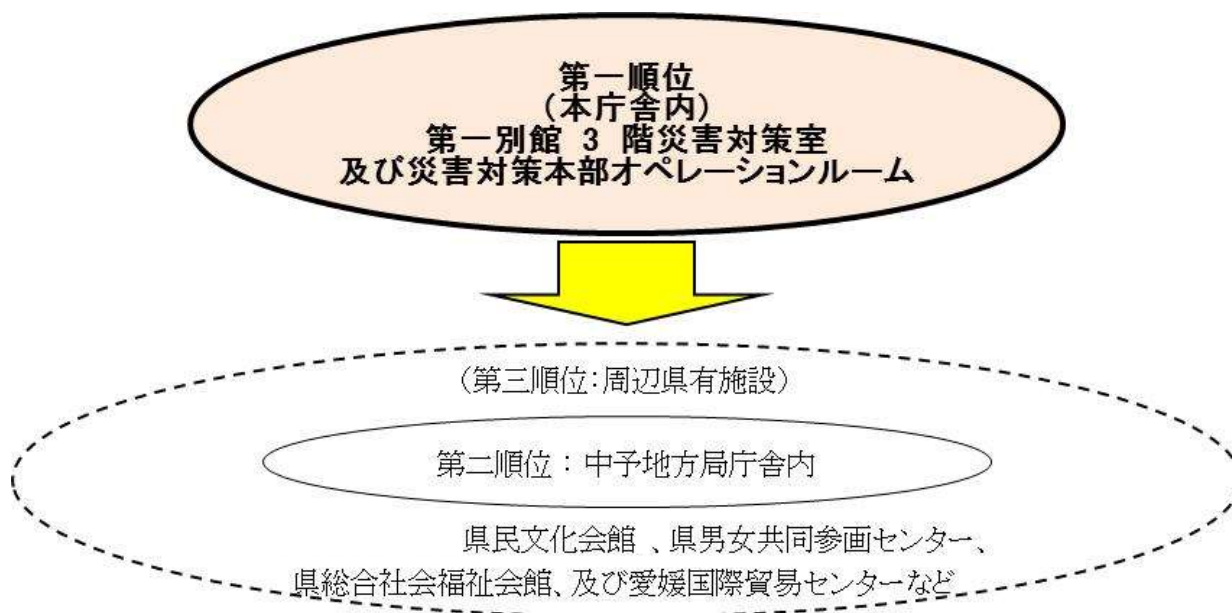 第一順位
(本庁舎内)
第一別館 3 階災害対策室
及び災害対策本部オペレーションルーム
(第三順位:周辺県有施設)
第二順位 : 中予地方局庁舎内
県民文化会館 、県男女共同参画センター、
県総合社会福祉会館、及び愛媛国際貿易センターなど